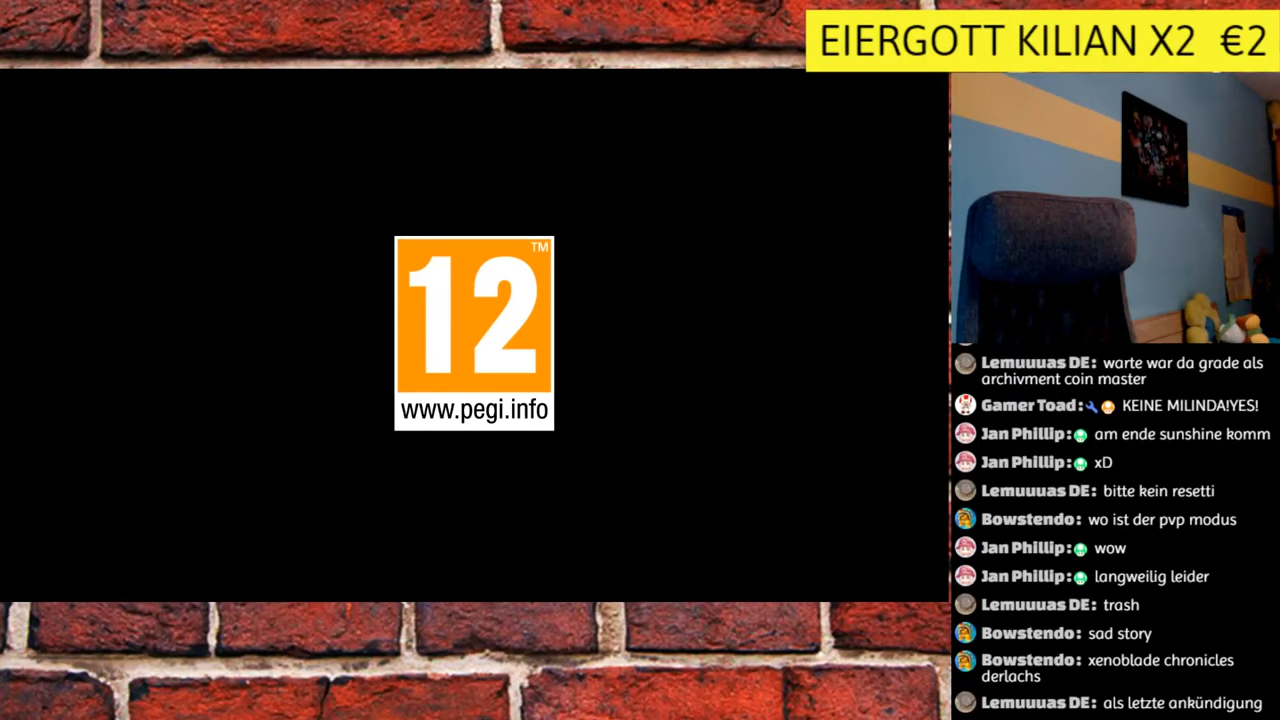 EIERGOTT KILIAN X2 €2
12
TM
www.pegi.info
Lemuuuas DE: warte war da grade als
archivment coin master
Gamer Toad: KEINE MILINDA!YES!
Jan Phillip: am ende sunshine komm
Jan Phillip: xD
Lemuuuas DE: bitte kein resetti
Bowstendo: wo ist der pvp modus
Jan Phillip: wow
Jan Phillip: langweilig leider
Lemuuuas DE: trash
Bowstendo: sad story
Bowstendo: xenoblade chronicles
derlachs
Lemuuuas DE: als letzte ankündigung